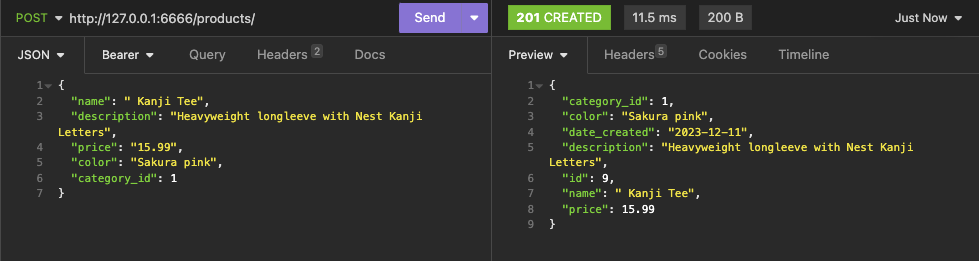 POST http://127.0.0.1:6666/products/ Send
201 CREATED 11.5 ms 200 B Just Now
JSON Bearer Query Headers 2 Docs
Preview Headers 5 Cookies Timeline
1 {
2 "name": " Kanji Tee",
3 "description": "Heavyweight longleeve with Nest Kanji
Letters",
4 "price": "15.99",
5 "color": "Sakura pink",
6 "category_id": 1
7 }
1 {
2 "category_id": 1,
3 "color": "Sakura pink",
4 "date_created": "2023-12-11",
5 "description": "Heavyweight longleeve with Nest Kanji
Letters",
6 "id": 9,
7 "name": " Kanji Tee",
8 "price": 15.99
9 }